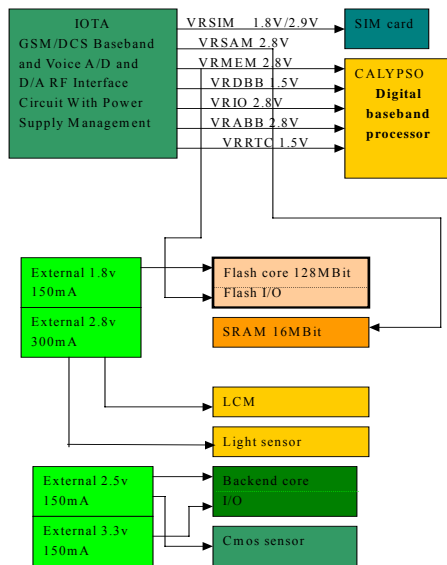 IOTA
GSM/DCS Baseband
and Voice A/D and
D/A RF Interface
Circuit With Power
Supply Management
VRSIM 1.8V/2.9V
VRSAM 2.8V
VRMEM 2.8V
VRDBB 1.5V
VRIO 2.8V
VRABB 2.8V
VRRTC 1.5V
SIM card
CALYPSO
Digital
baseband
processor
External 1.8v
150mA
External 2.8v
300mA
Flash core 128MBit
Flash I/O
SRAM 16MBit
LCM
Light sensor
External 2.5v
150mA
External 3.3v
150mA
Backend core
I/O
Cmos sensor